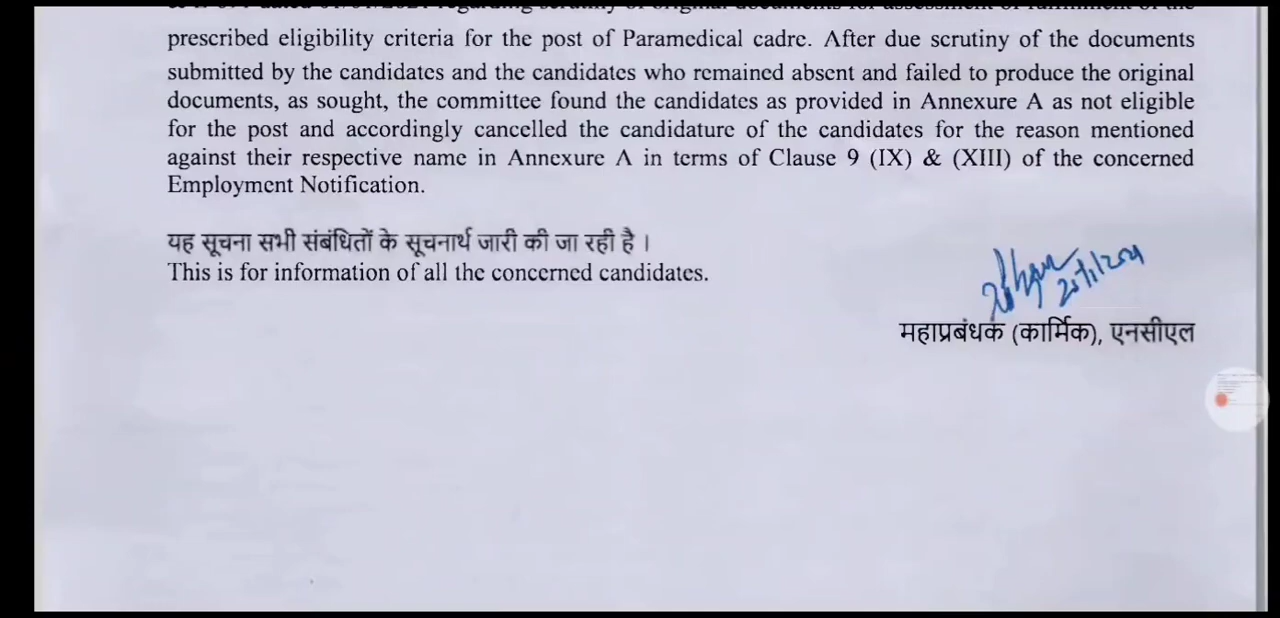 prescribed eligibility criteria for the post of Paramedical cadre. After due scrutiny of the documents
submitted by the candidates and the candidates who remained absent and failed to produce the original
documents, as sought, the committee found the candidates as provided in Annexure A as not eligible
for the post and accordingly cancelled the candidature of the candidates for the reason mentioned
against their respective name in Annexure A in terms of Clause 9 (IX) & (XIII) of the concerned
Employment Notification.
यह सूचना सभी संबंधितों के सूचनार्थ जारी की जा रही है ।
This is for information of all the concerned candidates.
महाप्रबंधक (कार्मिक), एनसीएल